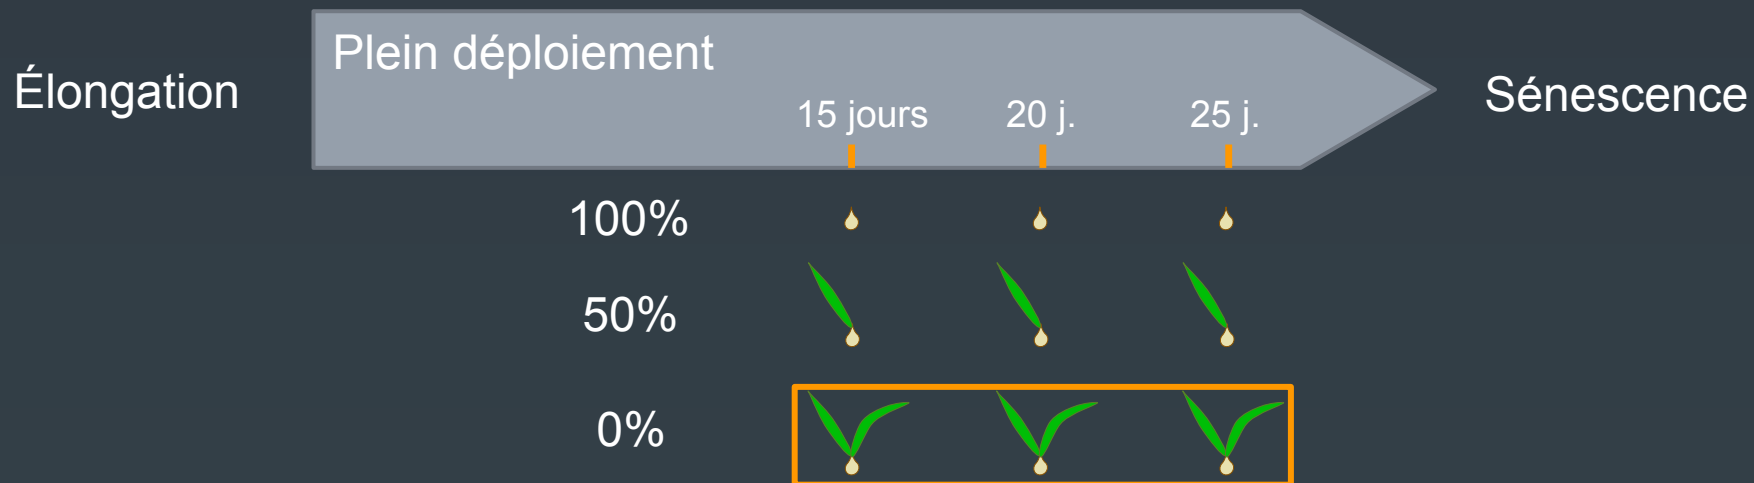 Plein déploiement
Élongation
Sénescence
15 jours 20 j. 25 j.
100%
50%
0%